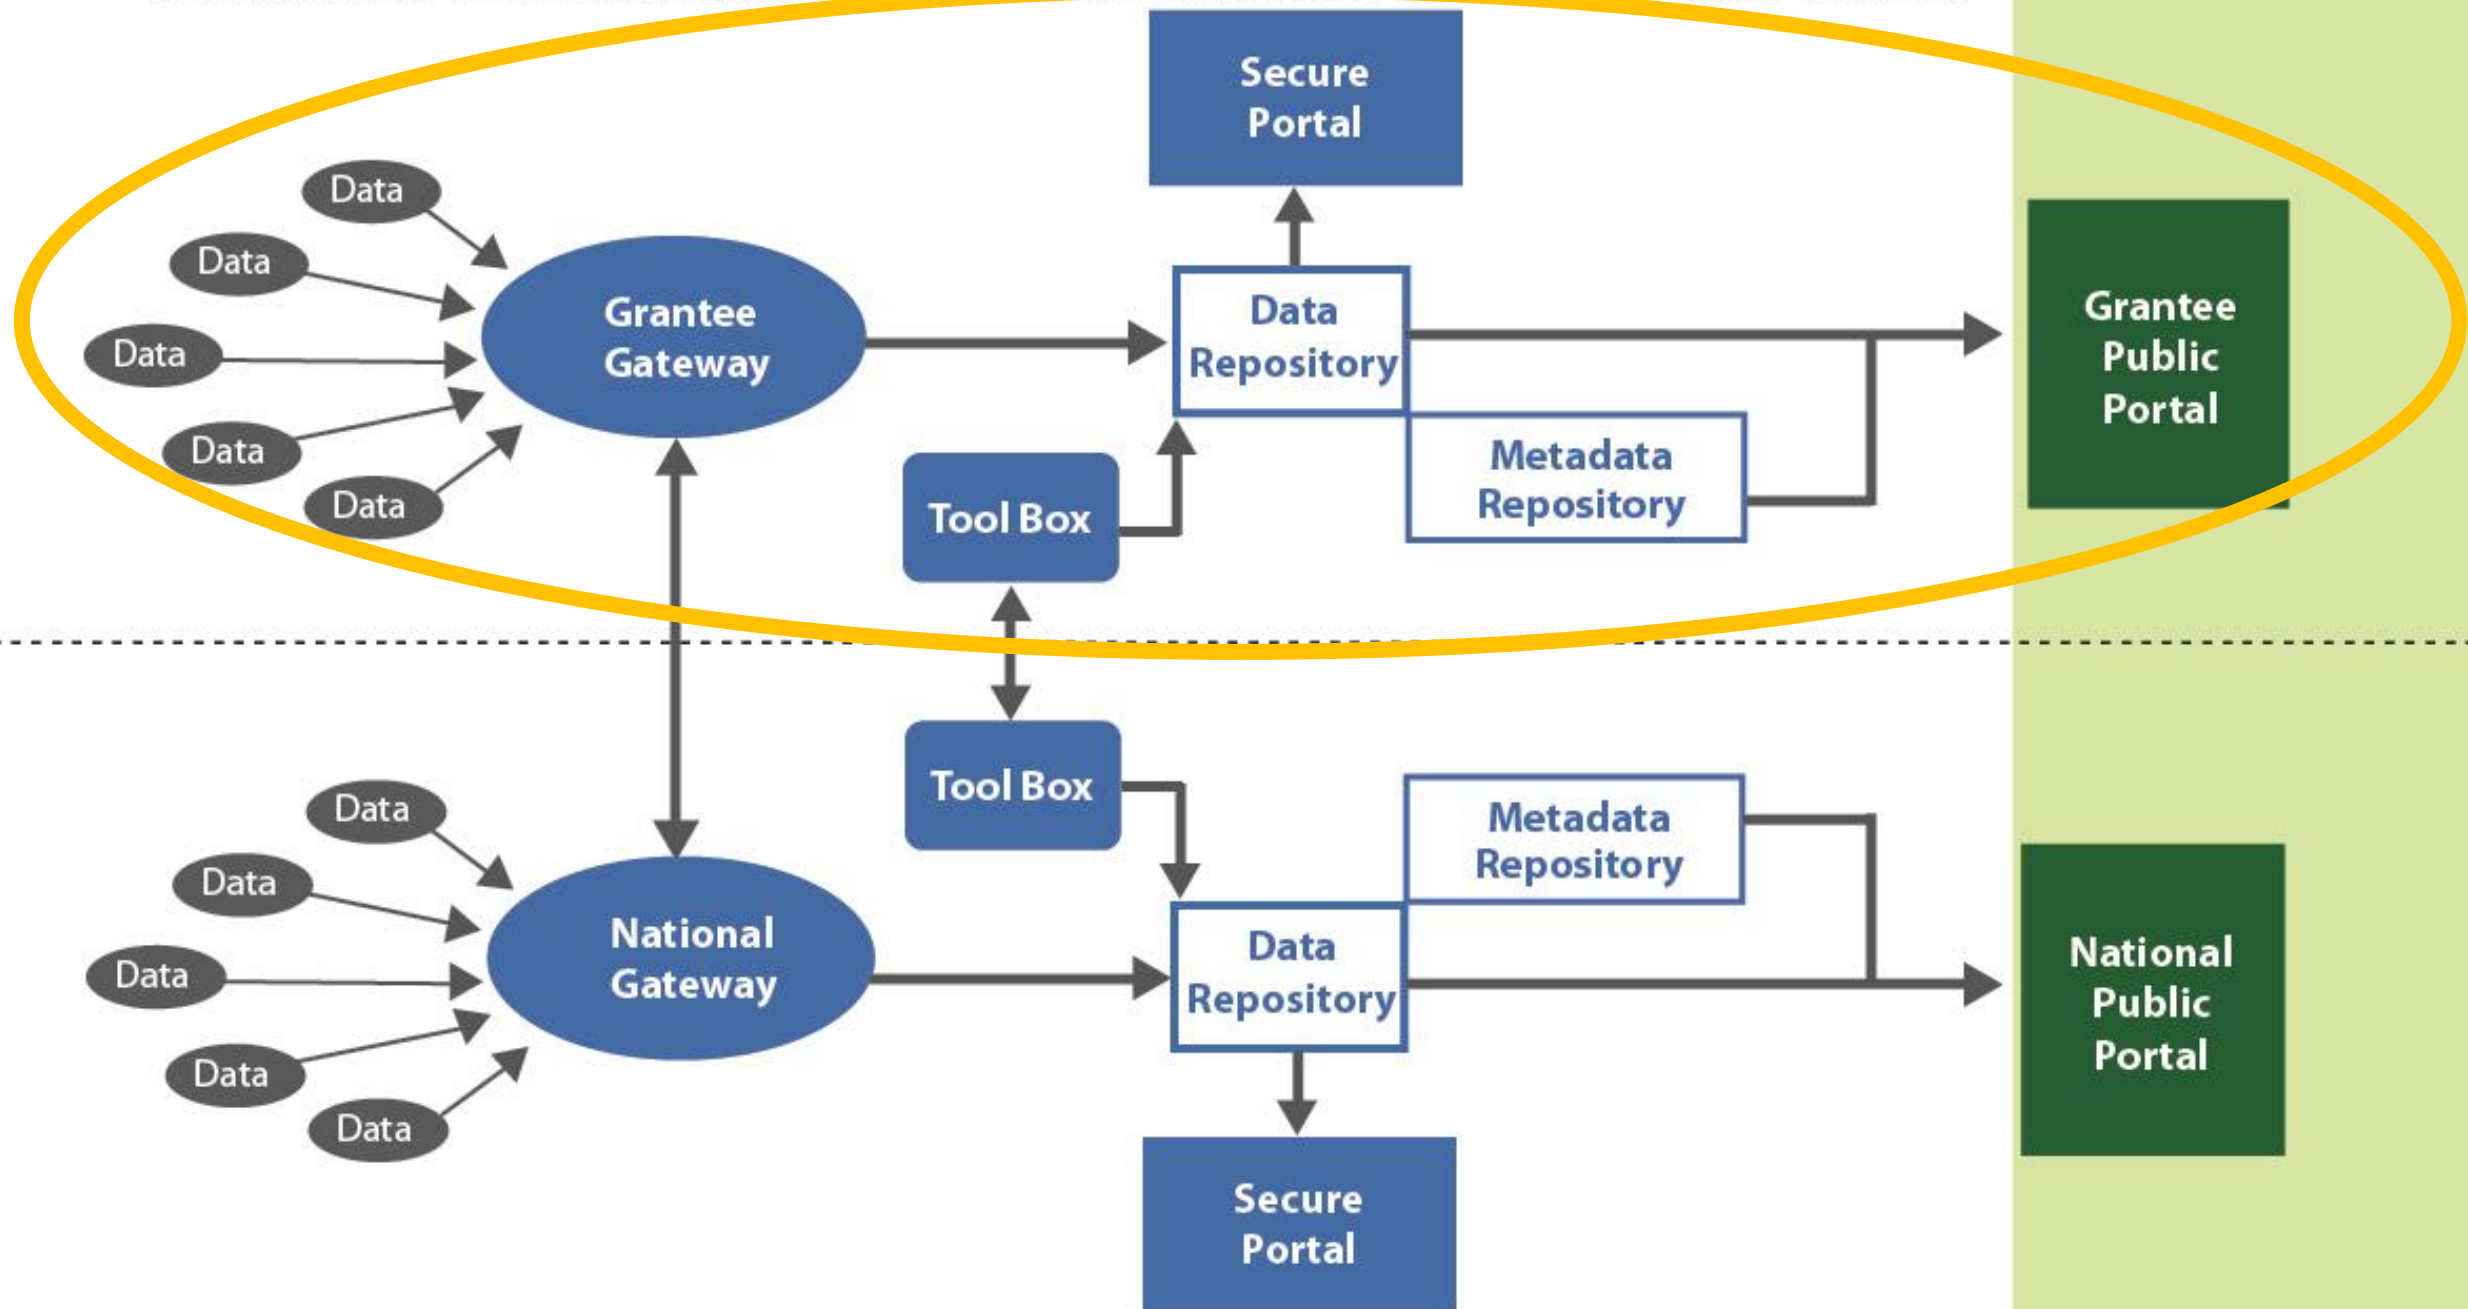 Secure
Portal
Data
Data
Data
Data
Data
Grantee
Gateway
Data
Repository
Metadata
Repository
Tool Box
Grantee
Public
Portal
Tool Box
Data
Data
Data
Data
Data
National
Gateway
Metadata
Repository
Data
Repository
National
Public
Portal
Secure
Portal